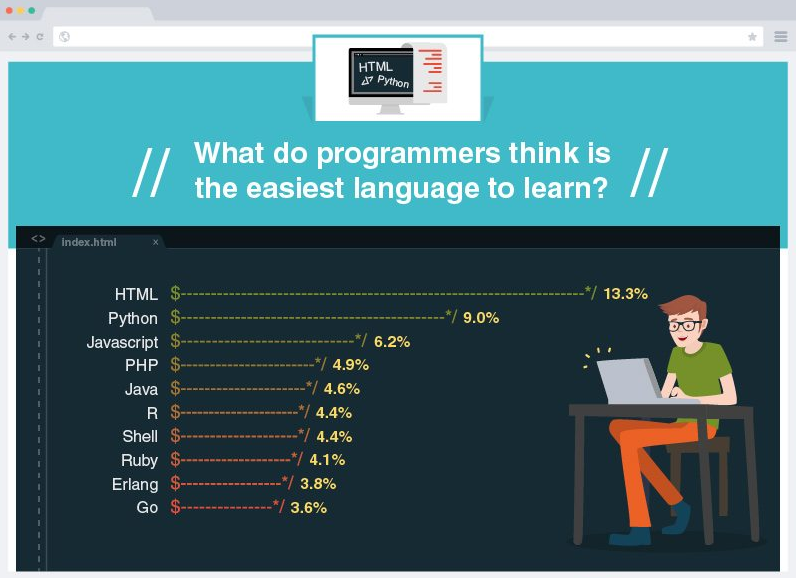 HTML
</> Python
// What do programmers think is
the easiest language to learn? //
<> index.html x
HTML $--------------------------------------------------------------------*/ 13.3%
Python $---------------------------------------------*/ 9.0%
Javascript $------------------------------*/ 6.2%
PHP $-----------------------*/ 4.9%
Java $---------------------*/ 4.6%
R $--------------------*/ 4.4%
Shell $--------------------*/ 4.4%
Ruby $-------------------*/ 4.1%
Erlang $-----------------*/ 3.8%
Go $---------------*/ 3.6%